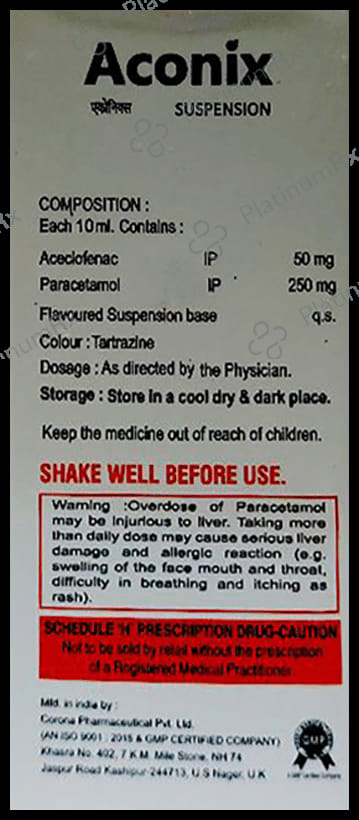 Aconix
एकोनिक्स SUSPENSION
COMPOSITION :
Each 10ml. Contains :
Aceclofenac IP 50 mg
Paracetamol IP 250 mg
Flavoured Suspension base q.s.
Colour : Tartrazine
Dosage : As directed by the Physician.
Storage : Store in a cool dry & dark place.
Keep the medicine out of reach of children.
SHAKE WELL BEFORE USE.
Warning :Overdose of Paracetamol
may be injurious to liver. Taking more
than daily dose may cause serious liver
damage and allergic reaction (e.g.
swelling of the face mouth and throat,
difficulty in breathing and itching as
rash).
SCHEDULE 'H' PRESCRIPTION DRUG-CAUTION
Not to be sold by retail without the prescription
of a Registered Medical Practitioner
Mfd. in india by :
Corona Pharmaceutical Pvt. Ltd.
(AN ISO 9001 : 2015 & GMP CERTIFIED COMPANY)
Khasra No. 402, 7 K.M. Mile Stone, NH 74
Jaspur Road Kashipur-244713, U.S Nagar, U.K
GMP
PlatinumRx